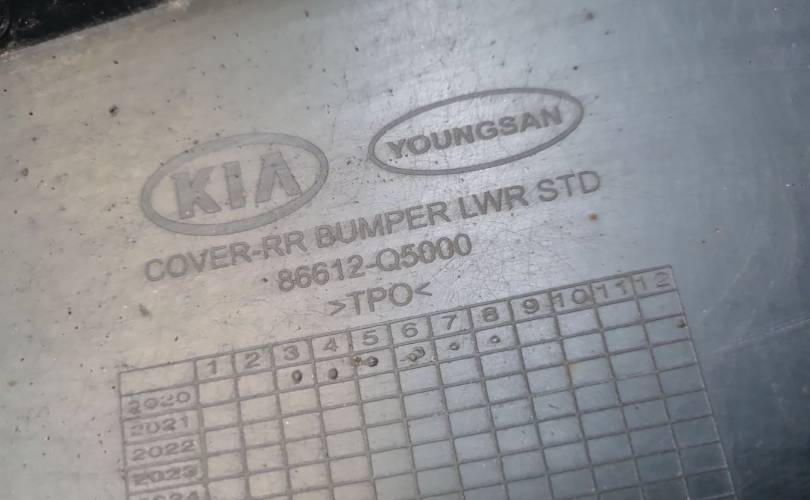 KIA YOUNGSAN
COVER-RR BUMPER LWR STD
86612-Q5000
>TPO<
1 2 3 4 5 6 7 8 9 10 11 12
2020
2021
2022
2023
2024